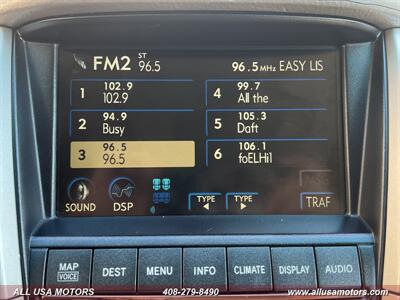 FM2 ST 96.5 96.5MHZ EASY LIS
1 102.9 102.9
4 99.7 All the
2 94.9 Busy
5 105.3 Daft
3 96.5 96.5
6 106.1 foELHi1
SOUND DSP TYPE TYPE TRAF
MAP VOICE DEST MENU INFO CLIMATE DISPLAY AUDIO
ALL USA MOTORS 408-279-8490 www.allusamotors.com